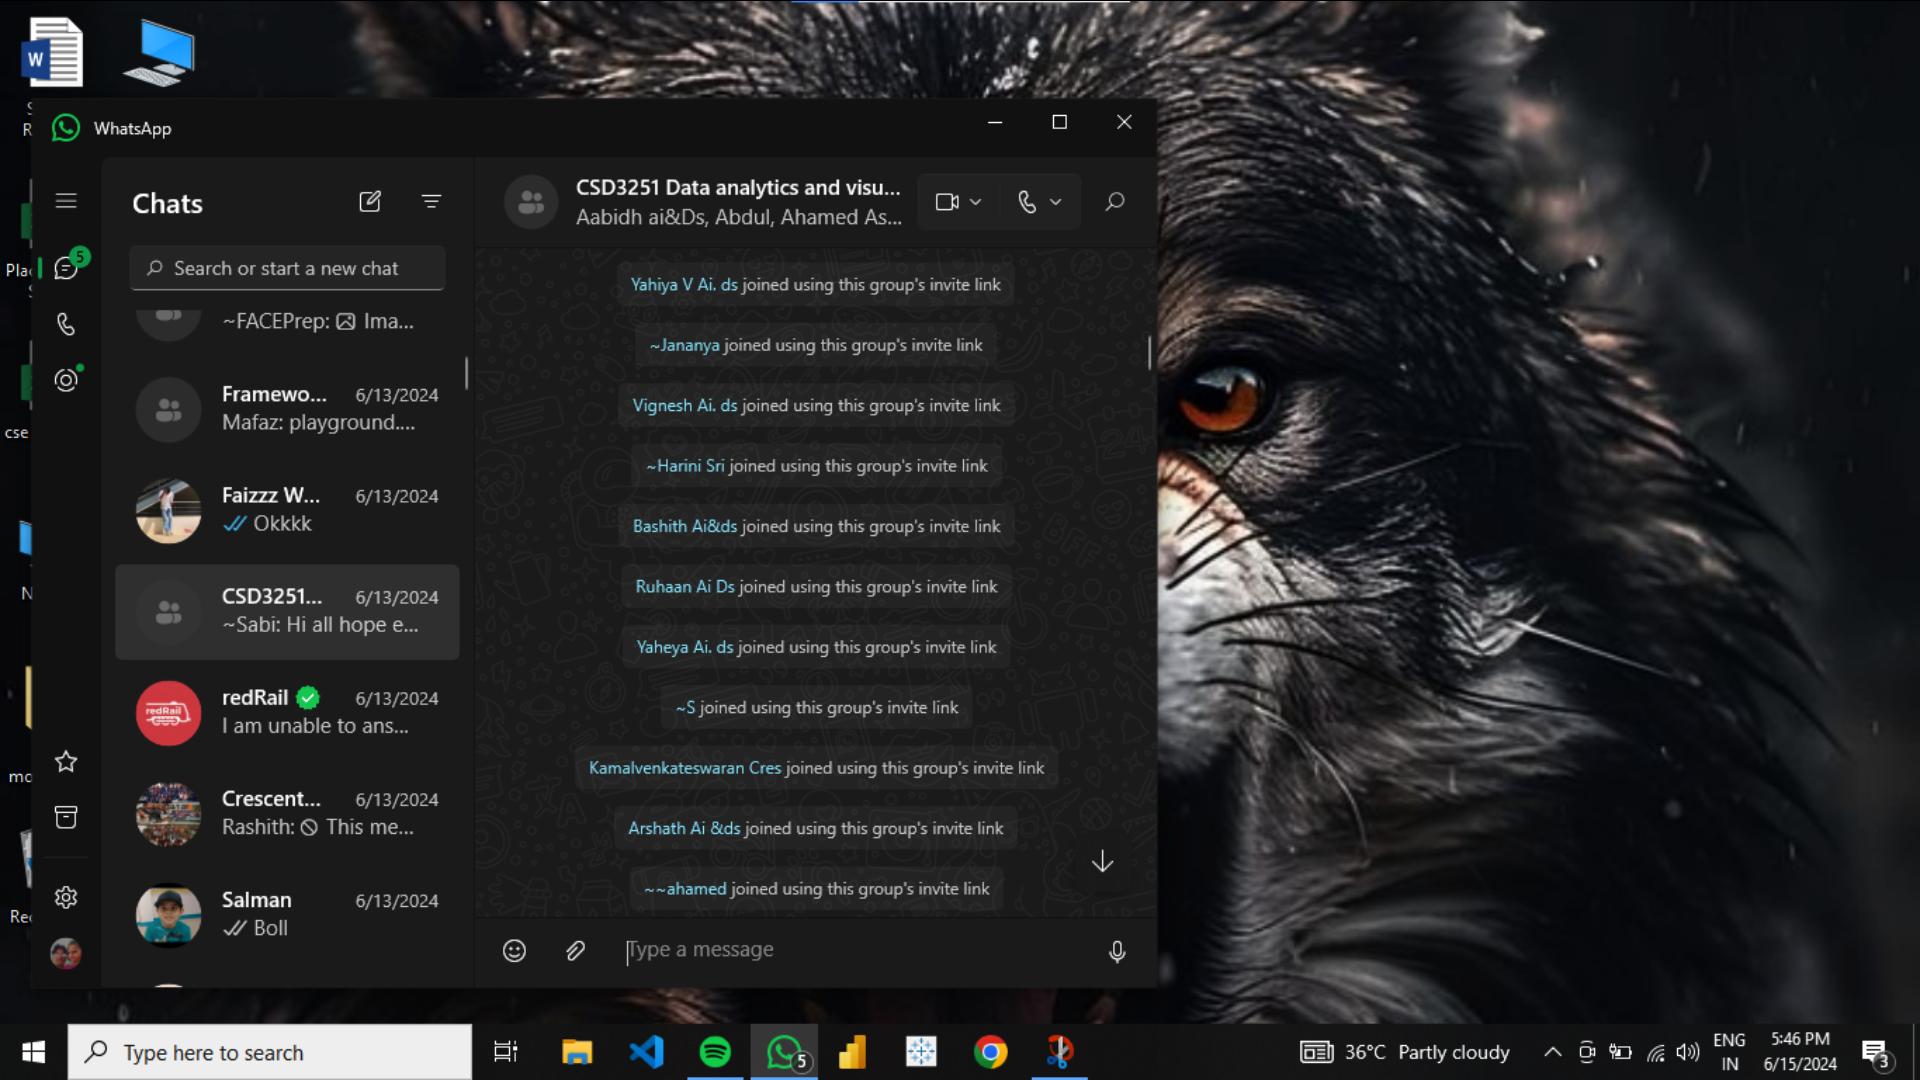 W
S
R
Pla
S
cse
N
mo
Rec
WhatsApp
5
Chats
Search or start a new chat
~FACEPrep: Ima...
Framewo... 6/13/2024
Mafaz: playground....
Faizzz W... 6/13/2024
Okkkk
CSD3251... 6/13/2024
~Sabi: Hi all hope e...
redRail
redRail 6/13/2024
I am unable to ans...
Crescent... 6/13/2024
Rashith: This me...
Salman 6/13/2024
Boll
CSD3251 Data analytics and visu...
Aabidh ai&Ds, Abdul, Ahamed As...
Yahiya V Ai. ds joined using this group's invite link
~Jananya joined using this group's invite link
Vignesh Ai. ds joined using this group's invite link
~Harini Sri joined using this group's invite link
Bashith Ai&ds joined using this group's invite link
Ruhaan Ai Ds joined using this group's invite link
Yaheya Ai. ds joined using this group's invite link
~S joined using this group's invite link
Kamalvenkateswaran Cres joined using this group's invite link
Arshath Ai &ds joined using this group's invite link
~~ahamed joined using this group's invite link
Type a message
Type here to search
5
36°C Partly cloudy
ENG
IN
5:46 PM
6/15/2024
3